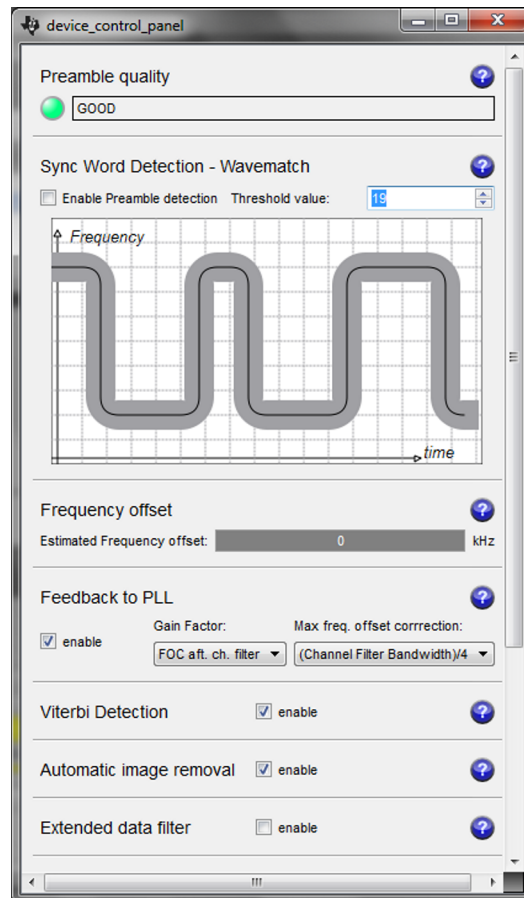 device_control_panel
Preamble quality
GOOD
Sync Word Detection - Wavematch
Enable Preamble detection Threshold value: 19
Frequency
time
Frequency offset
Estimated Frequency offset: 0 kHz
Feedback to PLL
Gain Factor: Max freq. offset corrrection:
enable
FOC aft. ch. filter (Channel Filter Bandwidth)/4
Viterbi Detection enable
Automatic image removal enable
Extended data filter enable